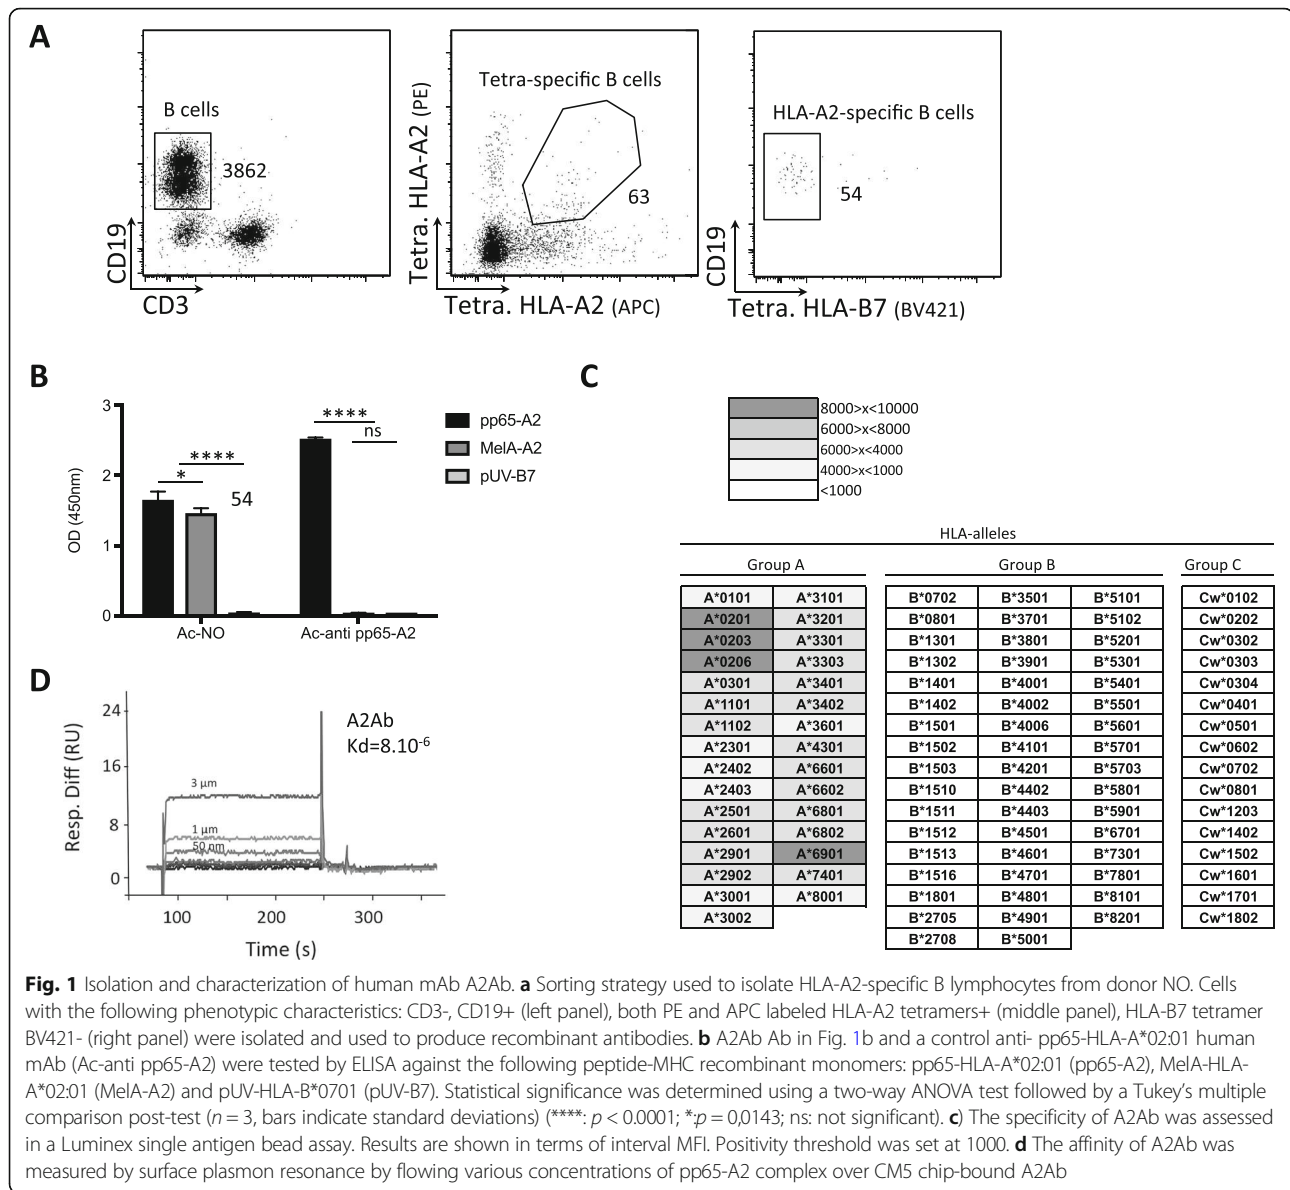 A
B cells
3862
CD19
CD3
Tetra-specific B cells
63
Tetra. HLA-A2 (PE)
Tetra. HLA-A2 (APC)
HLA-A2-specific B cells
54
CD19
Tetra. HLA-B7 (BV421)
B
3
2
1
0
OD (450nm)
****
*
54
****
ns
Ac-NO
Ac-anti pp65-A2
pp65-A2
MelA-A2
pUV-B7
C
8000>x<10000
6000>x<8000
6000>x<4000
4000>x<1000
<1000
HLA-alleles
Group A Group B Group C
A*0101 A*3101 B*0702 B*3501 B*5101 Cw*0102
A*0201 A*3201 B*0801 B*3701 B*5102 Cw*0202
A*0203 A*3301 B*1301 B*3801 B*5201 Cw*0302
A*0206 A*3303 B*1302 B*3901 B*5301 Cw*0303
A*0301 A*3401 B*1401 B*4001 B*5401 Cw*0304
A*1101 A*3402 B*1402 B*4002 B*5501 Cw*0401
A*1102 A*3601 B*1501 B*4006 B*5601 Cw*0501
A*2301 A*4301 B*1502 B*4101 B*5701 Cw*0602
A*2402 A*6601 B*1503 B*4201 B*5703 Cw*0702
A*2403 A*6602 B*1510 B*4402 B*5801 Cw*0801
A*2501 A*6801 B*1511 B*4403 B*5901 Cw*1203
A*2601 A*6802 B*1512 B*4501 B*6701 Cw*1402
A*2901 A*6901 B*1513 B*4601 B*7301 Cw*1502
A*2902 A*7401 B*1516 B*4701 B*7801 Cw*1601
A*3001 A*8001 B*1801 B*4801 B*8101 Cw*1701
A*3002 B*2705 B*4901 B*8201 Cw*1802
B*2708 B*5001
D
24
16
8
0
Resp. Diff (RU)
A2Ab
Kd=8.10⁻⁶
3 µm
1 µm
50 nm
100 200 300
Time (s)
Fig. 1 Isolation and characterization of human mAb A2Ab. a Sorting strategy used to isolate HLA-A2-specific B lymphocytes from donor NO. Cells
with the following phenotypic characteristics: CD3-, CD19+ (left panel), both PE and APC labeled HLA-A2 tetramers+ (middle panel), HLA-B7 tetramer
BV421- (right panel) were isolated and used to produce recombinant antibodies. b A2Ab Ab in Fig. 1b and a control anti- pp65-HLA-A*02:01 human
mAb (Ac-anti pp65-A2) were tested by ELISA against the following peptide-MHC recombinant monomers: pp65-HLA-A*02:01 (pp65-A2), MelA-HLA-
A*02:01 (MelA-A2) and pUV-HLA-B*0701 (pUV-B7). Statistical significance was determined using a two-way ANOVA test followed by a Tukey's multiple
comparison post-test (n = 3, bars indicate standard deviations) (****: p < 0.0001; *:p = 0,0143; ns: not significant). c) The specificity of A2Ab was assessed
in a Luminex single antigen bead assay. Results are shown in terms of interval MFI. Positivity threshold was set at 1000. d The affinity of A2Ab was
measured by surface plasmon resonance by flowing various concentrations of pp65-A2 complex over CM5 chip-bound A2Ab